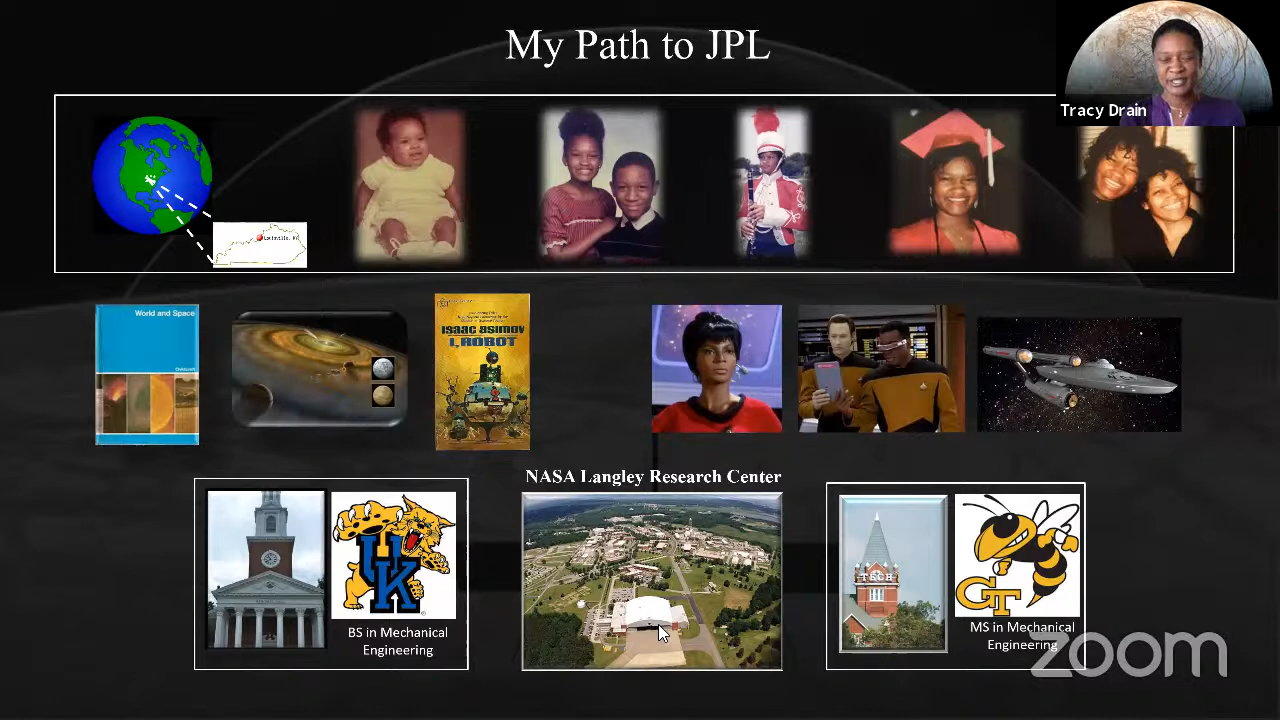 My Path to JPL
Tracy Drain
Louisville, KY
World and Space
ISAAC ASIMOV
I, ROBOT
NASA Langley Research Center
UK
BS in Mechanical
Engineering
TECH
GT
MS in Mechanical
Engineering
zoom